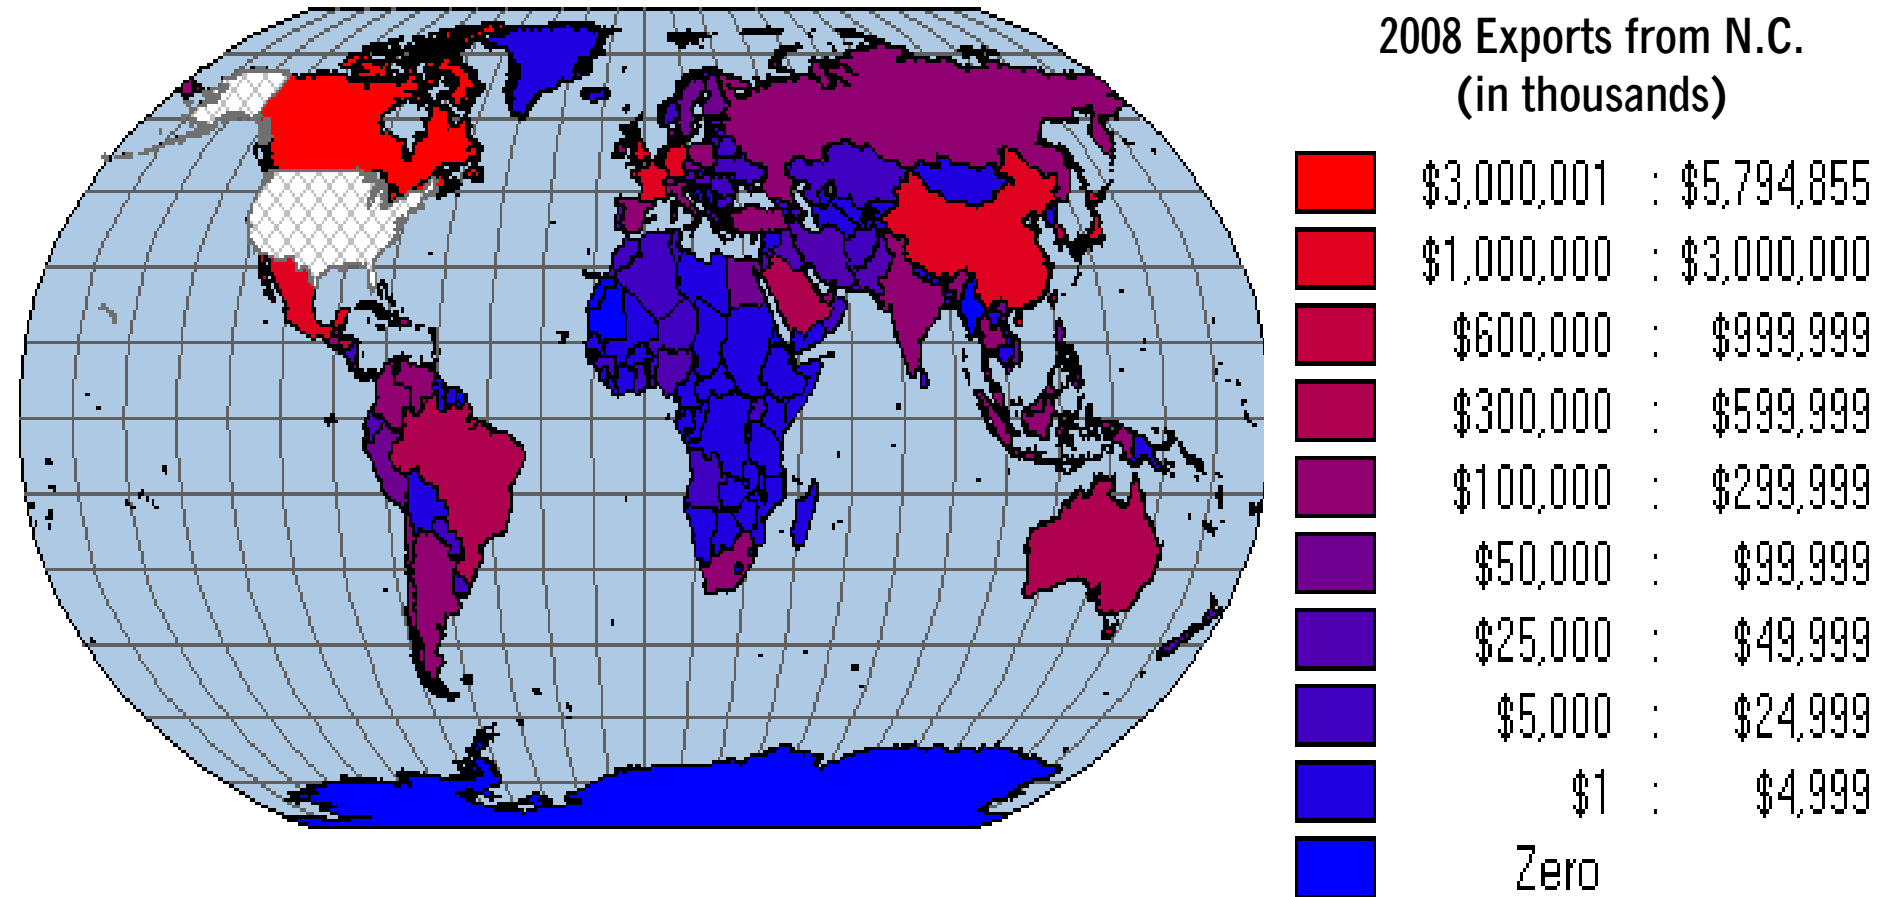 2008 Exports from N.C.
(in thousands)
$3,000,001 : $5,794,855
$1,000,000 : $3,000,000
$600,000 : $999,999
$300,000 : $599,999
$100,000 : $299,999
$50,000 : $99,999
$25,000 : $49,999
$5,000 : $24,999
$1 : $4,999
Zero